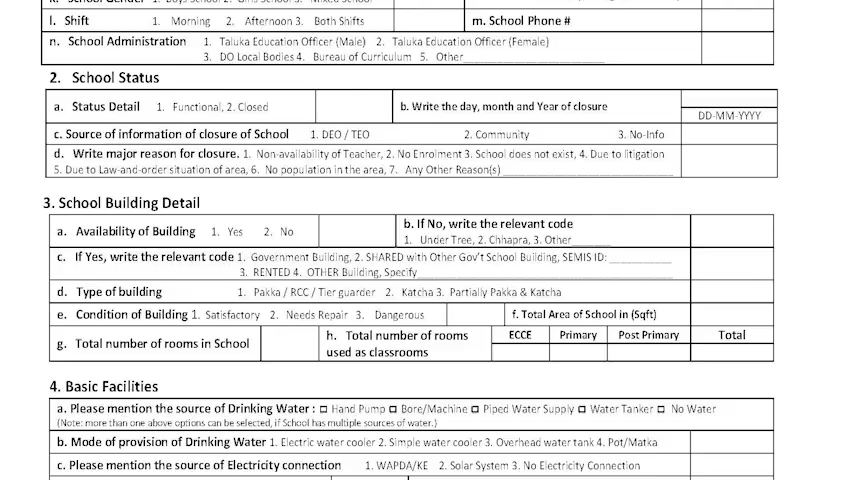 k. School Gender 1. Boys School 2. Girls School 3. Mixed School
l. Shift 1. Morning 2. Afternoon 3. Both Shifts m. School Phone #
n. School Administration 1. Taluka Education Officer (Male) 2. Taluka Education Officer (Female)
3. DO Local Bodies 4. Bureau of Curriculum 5. Other
2. School Status
a. Status Detail 1. Functional, 2. Closed b. Write the day, month and Year of closure DD-MM-YYYY
c. Source of information of closure of School 1. DEO / TEO 2. Community 3. No-Info
d. Write major reason for closure. 1. Non-availability of Teacher, 2. No Enrolment 3. School does not exist, 4. Due to litigation
5. Due to Law-and-order situation of area, 6. No population in the area, 7. Any Other Reason(s)
3. School Building Detail
a. Availability of Building 1. Yes 2. No b. If No, write the relevant code
1. Under Tree, 2. Chhapra, 3. Other
c. If Yes, write the relevant code 1. Government Building, 2. SHARED with Other Gov't School Building, SEMIS ID:
3. RENTED 4. OTHER Building, Specify
d. Type of building 1. Pakka / RCC / Tier guarder 2. Katcha 3. Partially Pakka & Katcha
e. Condition of Building 1. Satisfactory 2. Needs Repair 3. Dangerous f. Total Area of School in (Sqft)
g. Total number of rooms in School h. Total number of rooms used as classrooms ECCE Primary Post Primary Total
4. Basic Facilities
a. Please mention the source of Drinking Water : □ Hand Pump □ Bore/Machine □ Piped Water Supply □ Water Tanker □ No Water
(Note: more than one above options can be selected, if School has multiple sources of water.)
b. Mode of provision of Drinking Water 1. Electric water cooler 2. Simple water cooler 3. Overhead water tank 4. Pot/Matka
c. Please mention the source of Electricity connection 1. WAPDA/KE 2. Solar System 3. No Electricity Connection